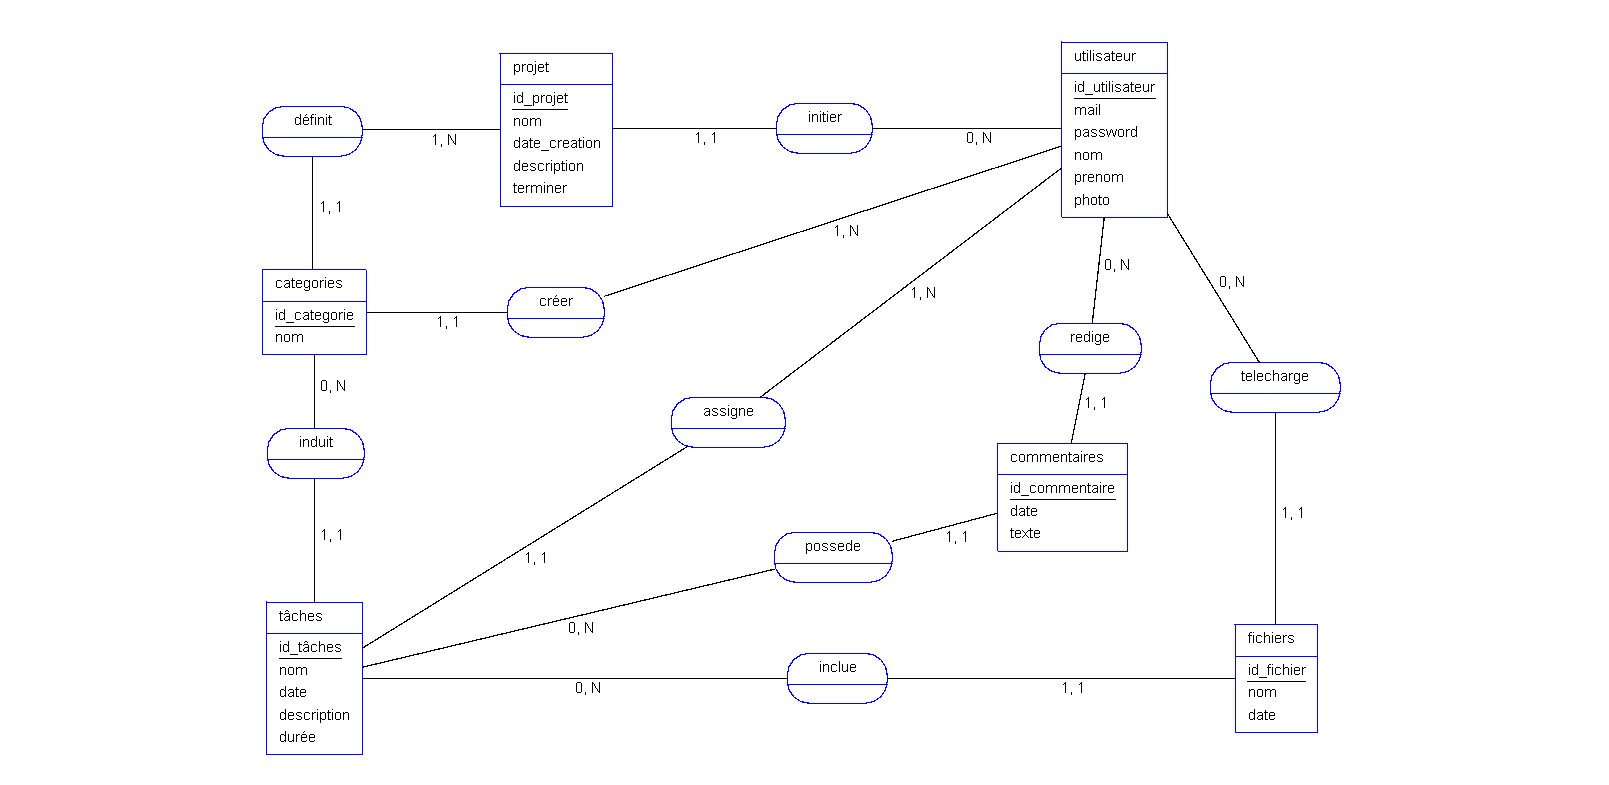 projet
id_projet
nom
date_creation
description
terminer
utilisateur
id_utilisateur
mail
password
nom
prenom
photo
définit
1, N
1, 1
initier
0, N
1, 1
1, N
categories
id_categorie
nom
1, 1
créer
0, N
1, N
0, N
0, N
redige
telecharge
induit
assigne
1, 1
commentaires
id_commentaire
date
texte
1, 1
1, 1
1, 1
possede
1, 1
tâches
id_tâches
nom
date
description
durée
0, N
0, N
inclue
1, 1
fichiers
id_fichier
nom
date